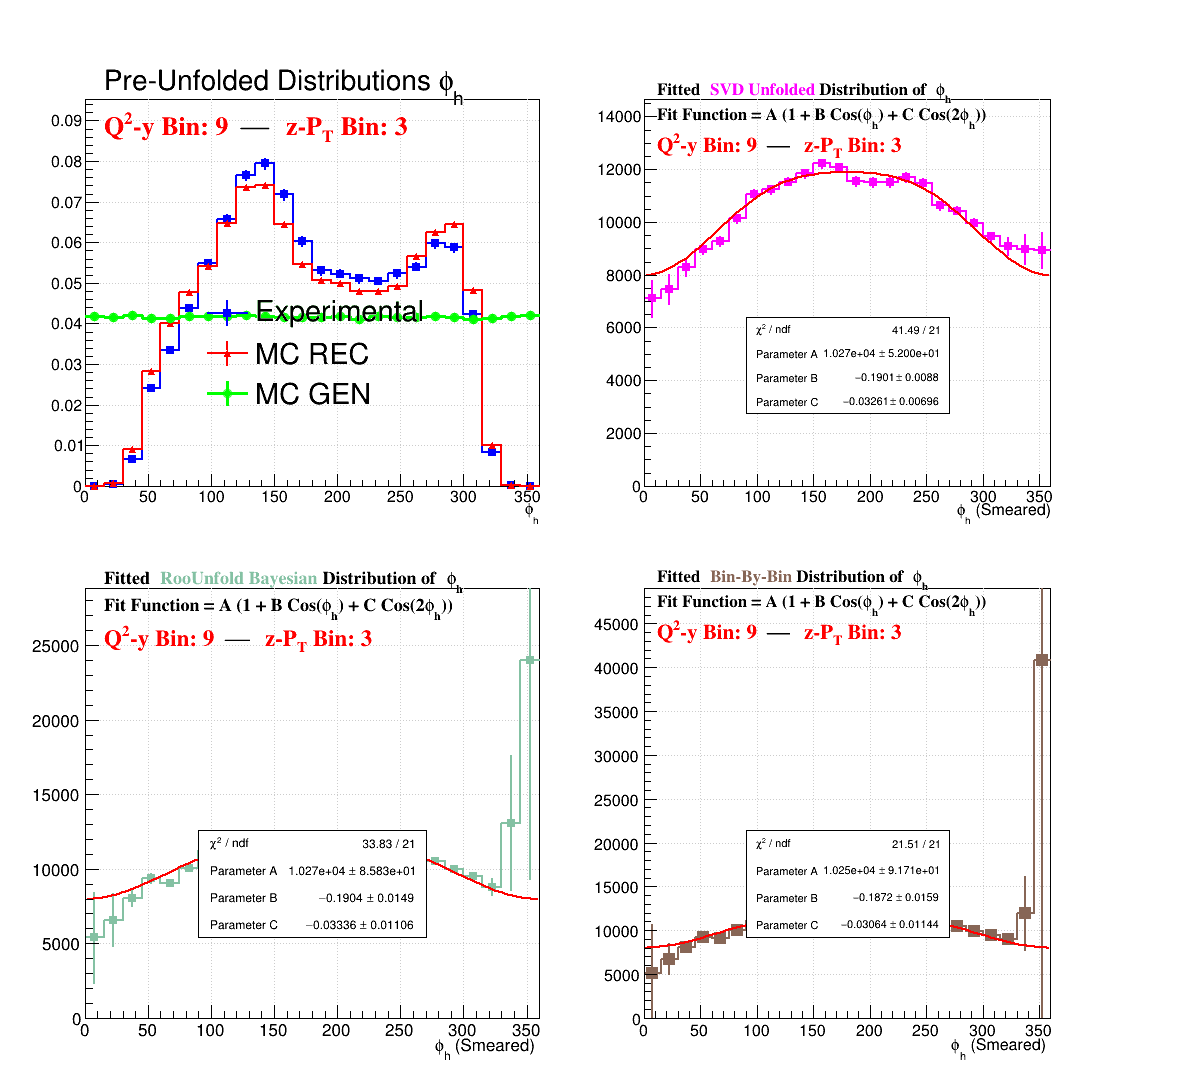 Pre-Unfolded Distributions ϕh
Q²-y Bin: 9 — z-PT Bin: 3
0.09
0.08
0.07
0.06
0.05
0.04
0.03
0.02
0.01
0
Experimental
MC REC
MC GEN
50 100 150 200 250 300 350
0
ϕh
Fitted SVD Unfolded Distribution of ϕh
Fit Function = A (1 + B Cos(ϕh) + C Cos(2ϕh))
Q²-y Bin: 9 — z-PT Bin: 3
14000
12000
10000
8000
6000
4000
2000
0
χ² / ndf 41.49 / 21
Parameter A 1.027e+04 ± 5.200e+01
Parameter B −0.1901 ± 0.0088
Parameter C −0.03261 ± 0.00696
0 50 100 150 200 250 300 350
ϕh (Smeared)
Fitted RooUnfold Bayesian Distribution of ϕh
Fit Function = A (1 + B Cos(ϕh) + C Cos(2ϕh))
Q²-y Bin: 9 — z-PT Bin: 3
25000
20000
15000
10000
5000
0
χ² / ndf 33.83 / 21
Parameter A 1.027e+04 ± 8.583e+01
Parameter B −0.1904 ± 0.0149
Parameter C −0.03336 ± 0.01106
0 50 100 150 200 250 300 350
ϕh (Smeared)
Fitted Bin-By-Bin Distribution of ϕh
Fit Function = A (1 + B Cos(ϕh) + C Cos(2ϕh))
Q²-y Bin: 9 — z-PT Bin: 3
45000
40000
35000
30000
25000
20000
15000
10000
5000
0
χ² / ndf 21.51 / 21
Parameter A 1.025e+04 ± 9.171e+01
Parameter B −0.1872 ± 0.0159
Parameter C −0.03064 ± 0.01144
0 50 100 150 200 250 300 350
ϕh (Smeared)